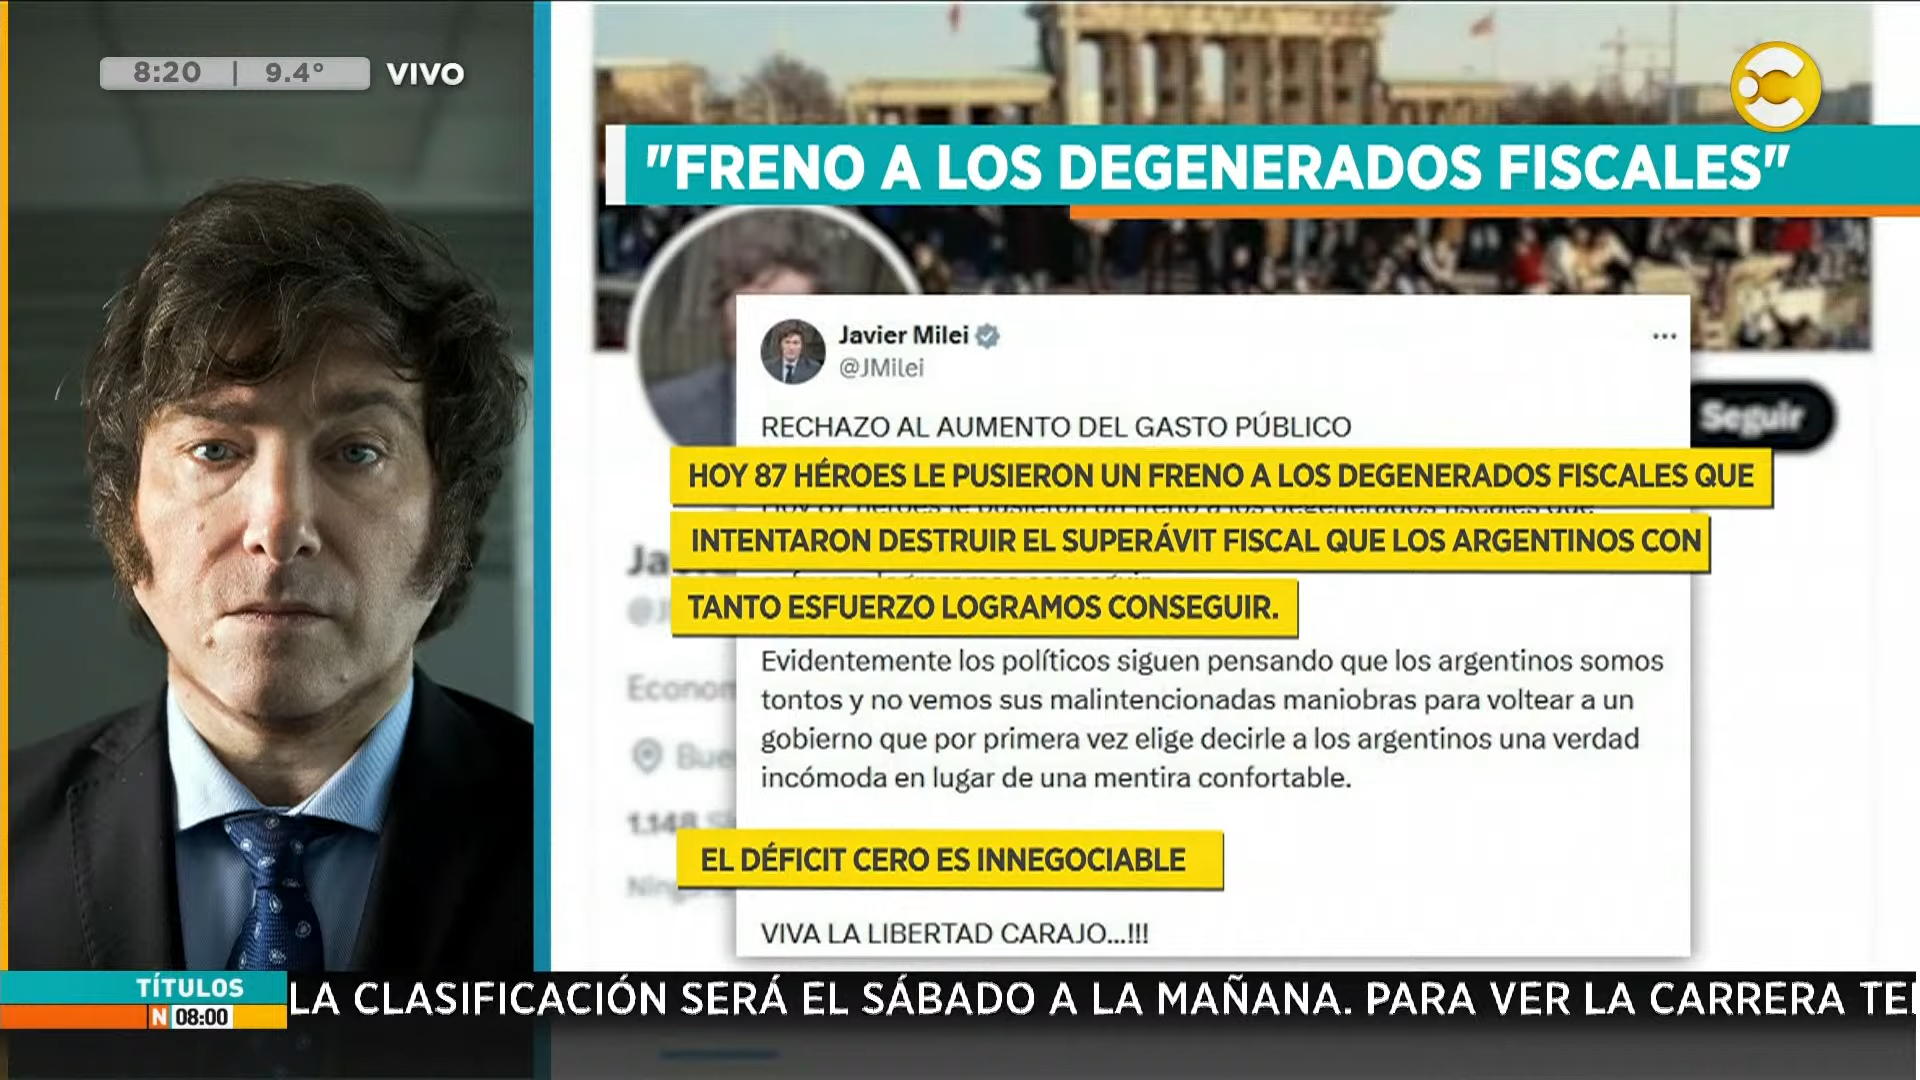 8:20 | 9.4° VIVO
"FRENO A LOS DEGENERADOS FISCALES"
Javier Milei
@JMilei
Seguir
RECHAZO AL AUMENTO DEL GASTO PÚBLICO
HOY 87 HÉROES LE PUSIERON UN FRENO A LOS DEGENERADOS FISCALES QUE
INTENTARON DESTRUIR EL SUPERÁVIT FISCAL QUE LOS ARGENTINOS CON
TANTO ESFUERZO LOGRAMOS CONSEGUIR.
Evidentemente los políticos siguen pensando que los argentinos somos
tontos y no vemos sus malintencionadas maniobras para voltear a un
gobierno que por primera vez elige decirle a los argentinos una verdad
incómoda en lugar de una mentira confortable.
1.148
EL DÉFICIT CERO ES INNEGOCIABLE
VIVA LA LIBERTAD CARAJO...!!!
TÍTULOS
N 08:00
LA CLASIFICACIÓN SERÁ EL SÁBADO A LA MAÑANA. PARA VER LA CARRERA